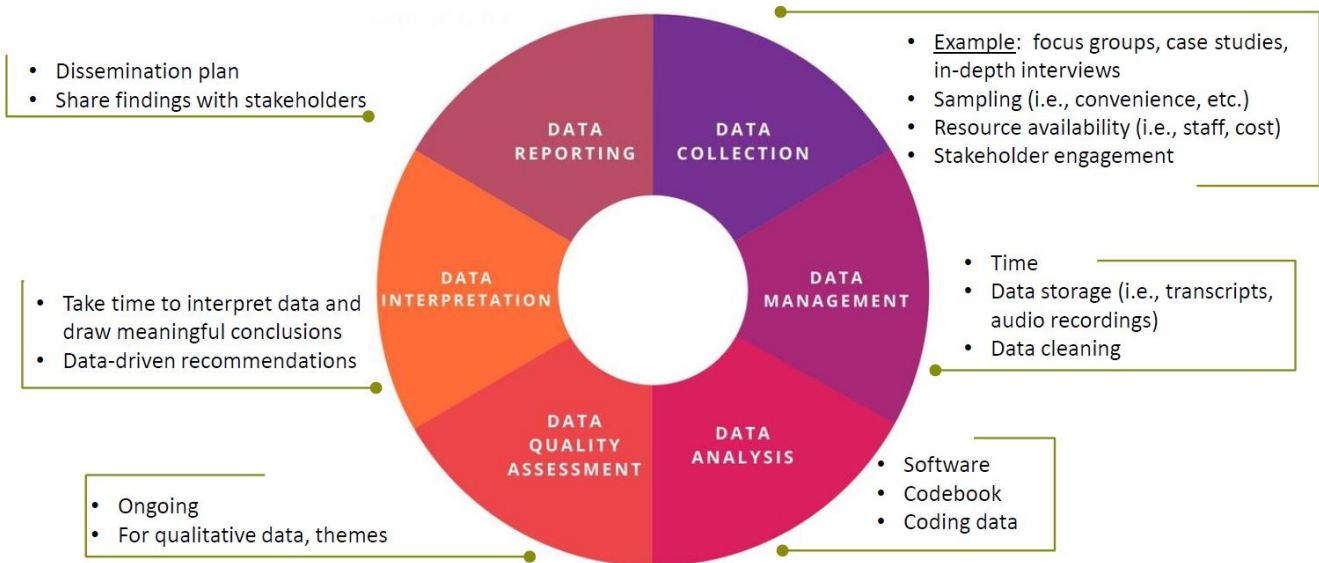 • Dissemination plan
• Share findings with stakeholders
DATA
REPORTING
DATA
COLLECTION
• Example: focus groups, case studies,
in-depth interviews
• Sampling (i.e., convenience, etc.)
• Resource availability (i.e., staff, cost)
• Stakeholder engagement
• Take time to interpret data and
draw meaningful conclusions
• Data-driven recommendations
DATA
INTERPRETATION
DATA
MANAGEMENT
• Time
• Data storage (i.e., transcripts,
audio recordings)
• Data cleaning
• Ongoing
• For qualitative data, themes
DATA
QUALITY
ASSESSMENT
DATA
ANALYSIS
• Software
• Codebook
• Coding data